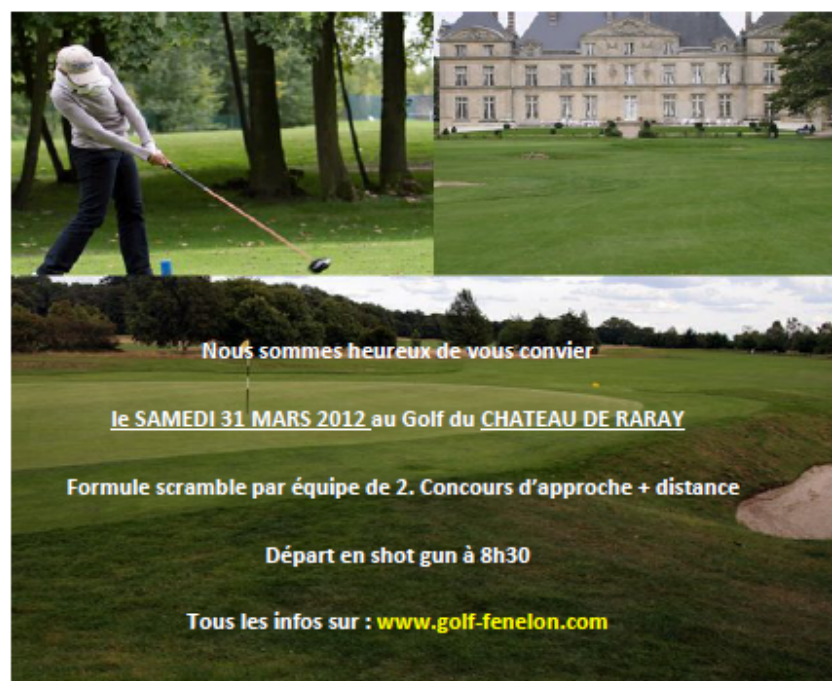 Nous sommes heureux de vous convier
le SAMEDI 31 MARS 2012 au Golf du CHATEAU DE RARAY
Formule scramble par équipe de 2. Concours d’approche + distance
Départ en shot gun à 8h30
Tous les infos sur : www.golf-fenelon.com